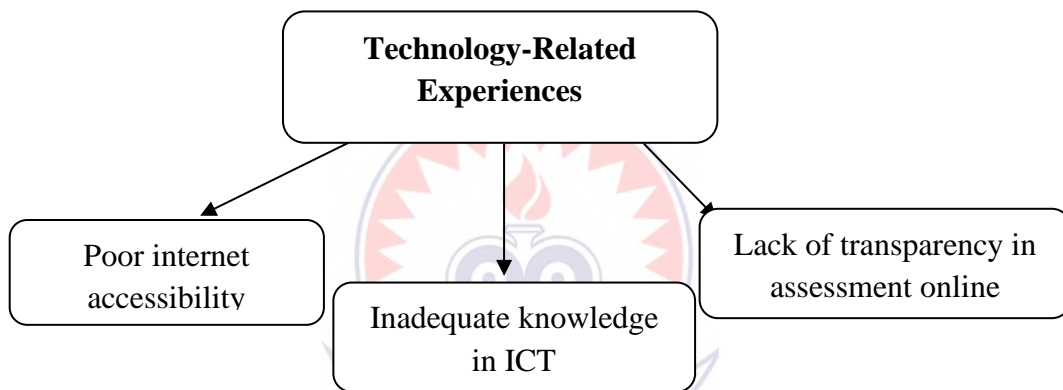 Technology-Related
Experiences
Poor internet
accessibility
Inadequate knowledge
in ICT
Lack of transparency in
assessment online